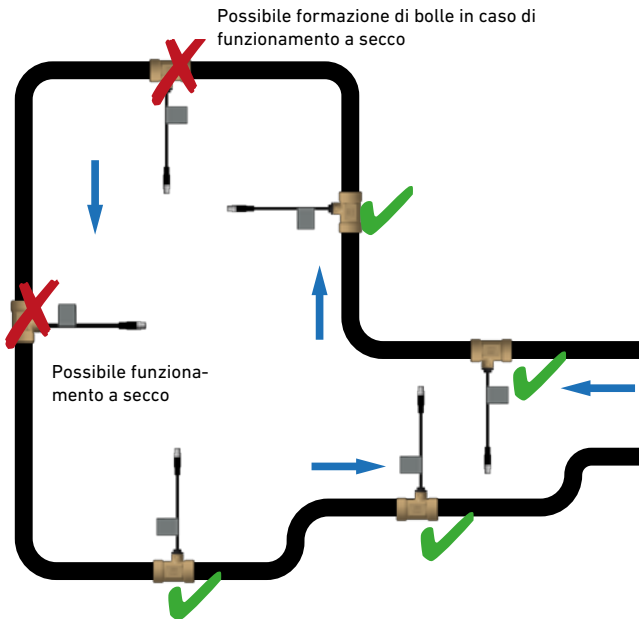 Possibile formazione di bolle in caso di
funzionamento a secco
Possibile funziona-
mento a secco